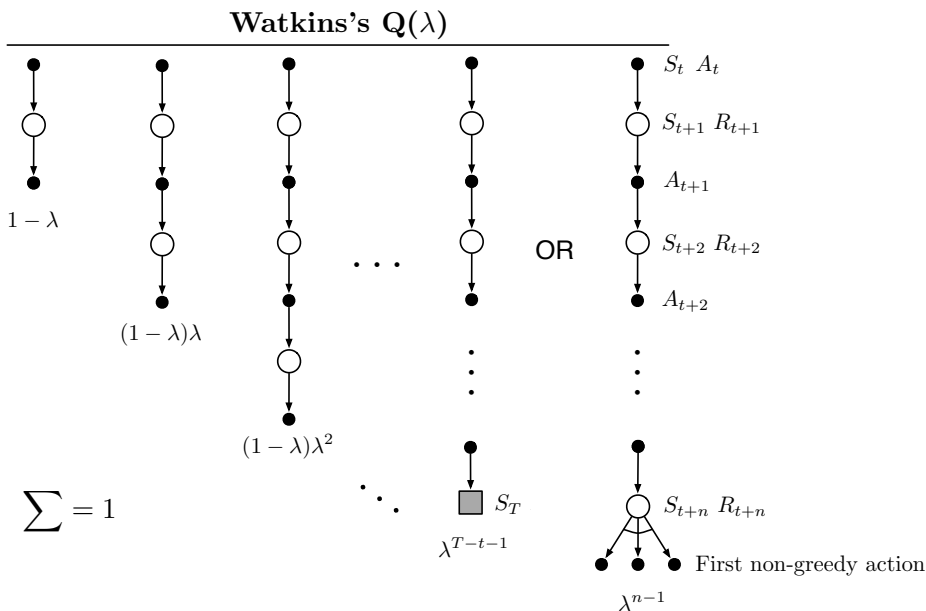 Watkins's Q(λ)
S_t A_t
S_{t+1} R_{t+1}
A_{t+1}
1 − λ
S_{t+2} R_{t+2}
OR
· · ·
A_{t+2}
(1 − λ)λ
(1 − λ)λ^2
∑ = 1
S_T
S_{t+n} R_{t+n}
λ^{T−t−1}
First non-greedy action
λ^{n−1}